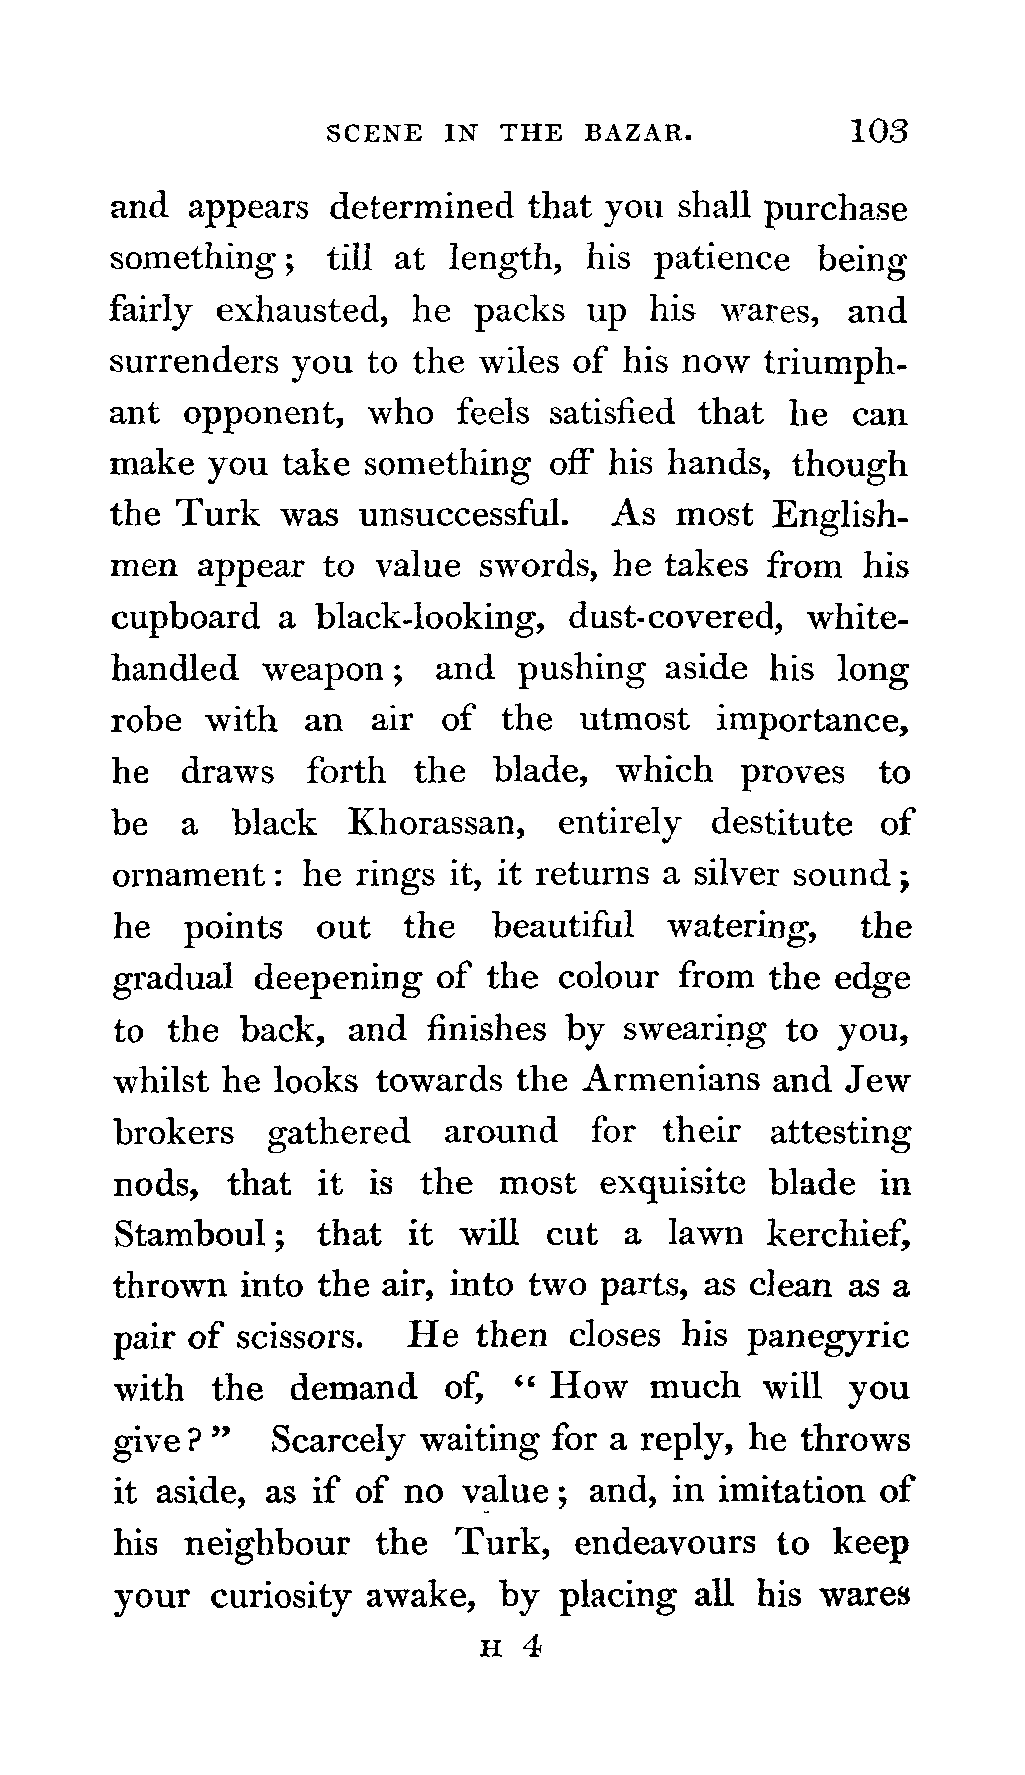 SCENE IN THE BAZAR. 103
and appears determined that you shall purchase
something; till at length, his patience being
fairly exhausted, he packs up his wares, and
surrenders you to the wiles of his now triumph-
ant opponent, who feels satisfied that he can
make you take something off his hands, though
the Turk was unsuccessful. As most English-
men appear to value swords, he takes from his
cupboard a black-looking, dust-covered, white-
handled weapon; and pushing aside his long
robe with an air of the utmost importance,
he draws forth the blade, which proves to
be a black Khorassan, entirely destitute of
ornament: he rings it, it returns a silver sound;
he points out the beautiful watering, the
gradual deepening of the colour from the edge
to the back, and finishes by swearing to you,
whilst he looks towards the Armenians and Jew
brokers gathered around for their attesting
nods, that it is the most exquisite blade in
Stamboul; that it will cut a lawn kerchief,
thrown into the air, into two parts, as clean as a
pair of scissors. He then closes his panegyric
with the demand of, “How much will you
give?” Scarcely waiting for a reply, he throws
it aside, as if of no value; and, in imitation of
his neighbour the Turk, endeavours to keep
your curiosity awake, by placing all his wares
H 4